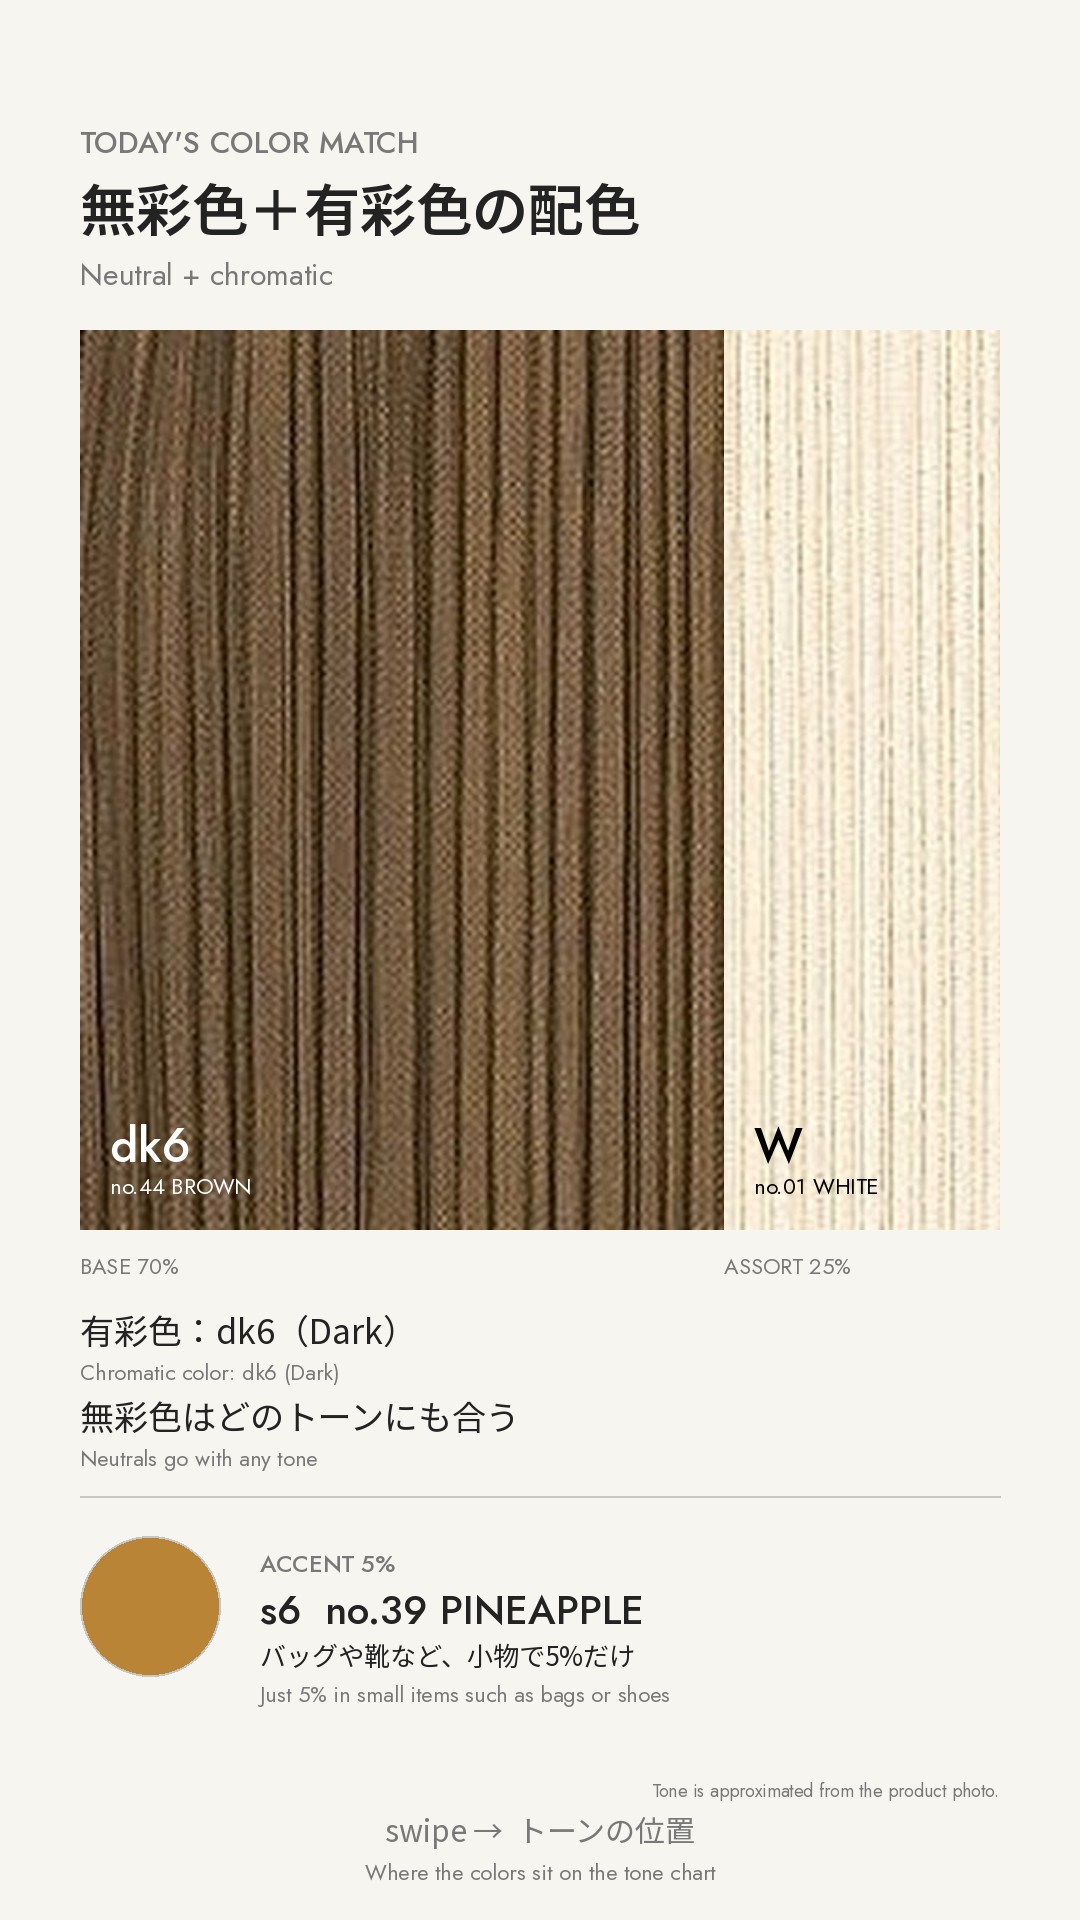 TODAY'S COLOR MATCH
無彩色＋有彩色の配色
Neutral + chromatic
dk6
no.44 BROWN
W
no.01 WHITE
BASE 70%
ASSORT 25%
有彩色：dk6（Dark）
Chromatic color: dk6 (Dark)
無彩色はどのトーンにも合う
Neutrals go with any tone
ACCENT 5%
s6 no.39 PINEAPPLE
バッグや靴など、小物で5%だけ
Just 5% in small items such as bags or shoes
Tone is approximated from the product photo.
swipe→ トーンの位置
Where the colors sit on the tone chart